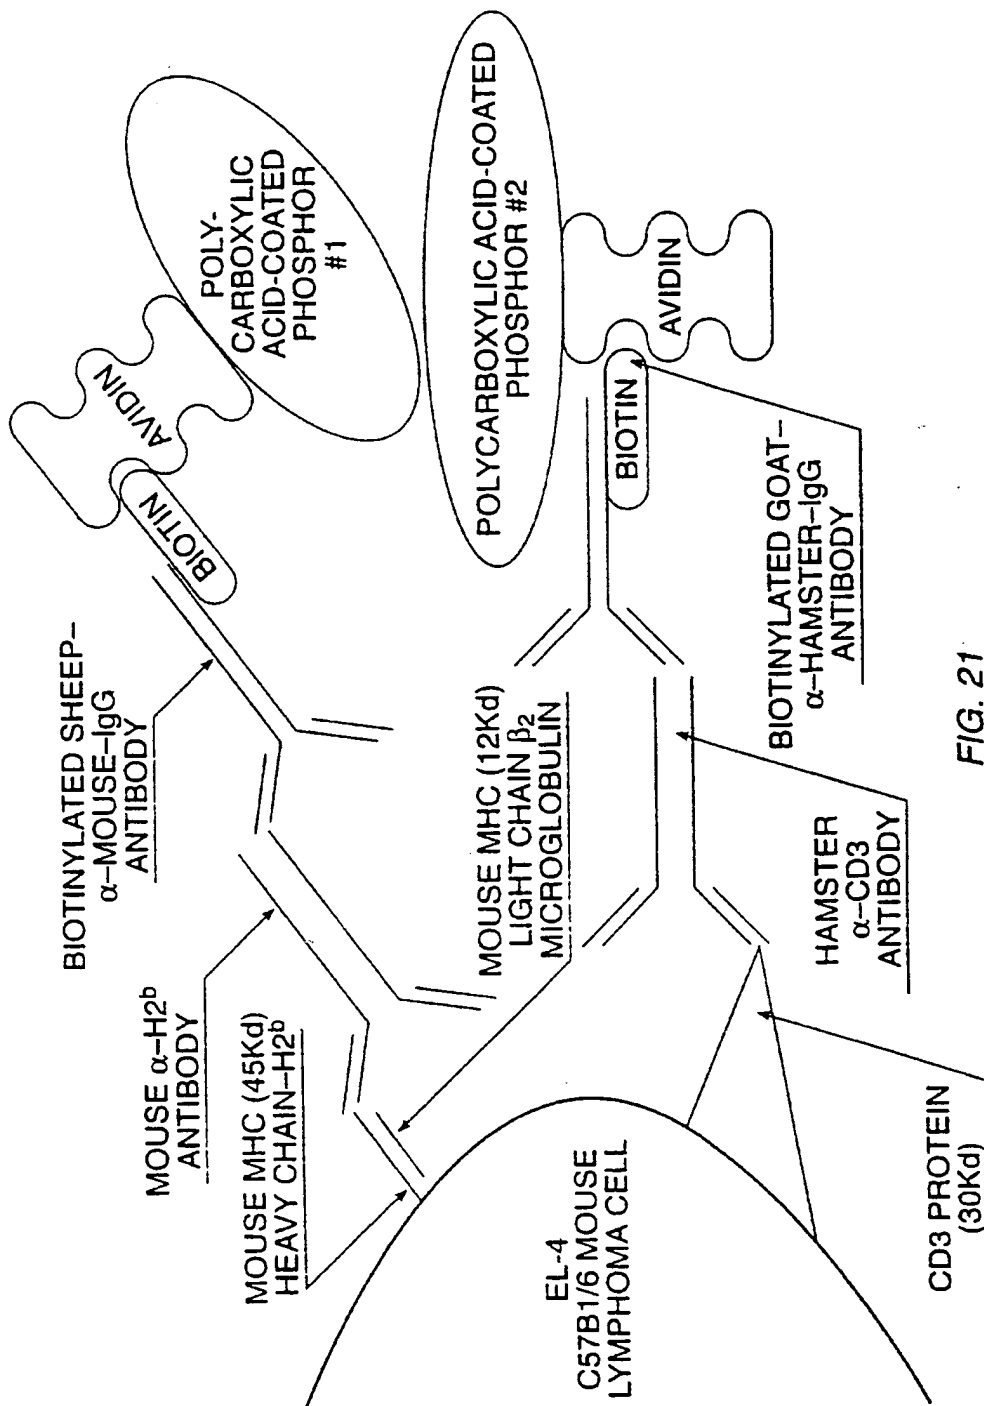 BIOTINYLATED SHEEP–
α–MOUSE–IgG
ANTIBODY
MOUSE α–H2ᵇ
ANTIBODY
MOUSE MHC (45Kd)
HEAVY CHAIN–H2ᵇ
BIOTIN
AVIDIN
POLY-
CARBOXYLIC
ACID-COATED
PHOSPHOR
#1
MOUSE MHC (12Kd)
LIGHT CHAIN β₂
MICROGLOBULIN
POLYCARBOXYLIC ACID-COATED
PHOSPHOR #2
EL-4
C57B1/6 MOUSE
LYMPHOMA CELL
BIOTIN
AVIDIN
BIOTINYLATED GOAT–
α–HAMSTER–IgG
ANTIBODY
HAMSTER
α–CD3
ANTIBODY
CD3 PROTEIN
(30Kd)
FIG. 21